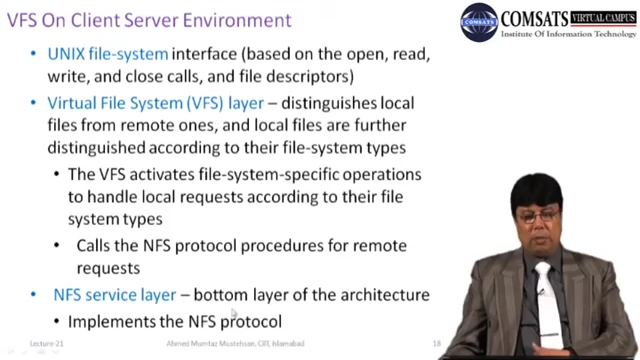 VFS On Client Server Environment
COMSATS VIRTUAL CAMPUS
Institute Of Information Technology
• UNIX file-system interface (based on the open, read,
write, and close calls, and file descriptors)
• Virtual File System (VFS) layer – distinguishes local
files from remote ones, and local files are further
distinguished according to their file-system types
• The VFS activates file-system-specific operations
to handle local requests according to their file
system types
• Calls the NFS protocol procedures for remote
requests
• NFS service layer – bottom layer of the architecture
• Implements the NFS protocol
Lecture-21 Ahmed Mumtaz Mustehsan, CIIT, Islamabad 18